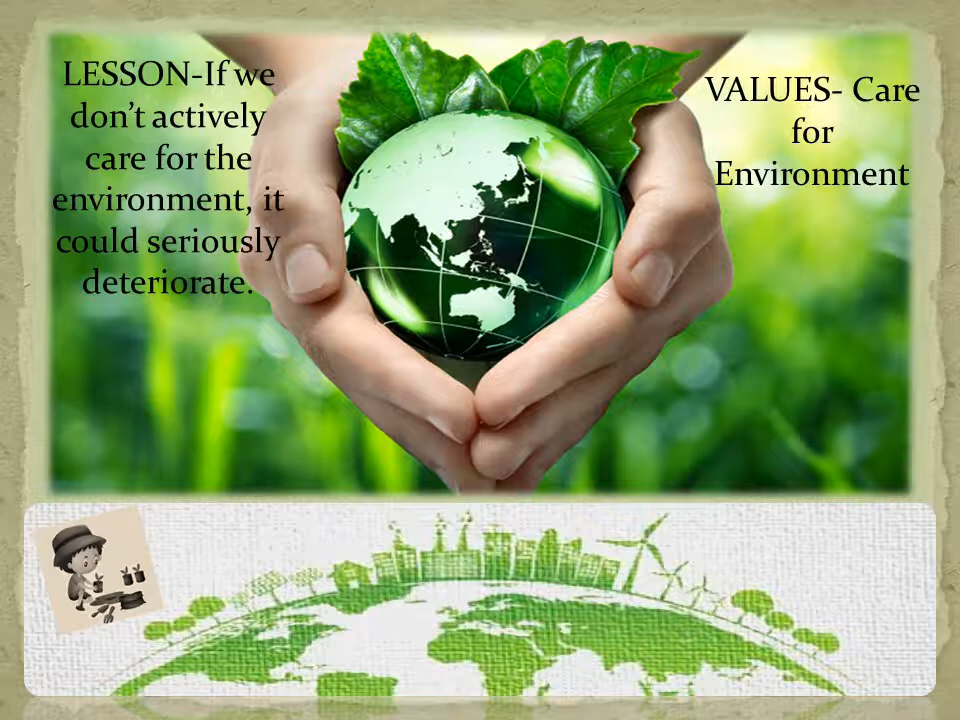 LESSON-If we
don't actively
care for the
environment, it
could seriously
deteriorate.
VALUES- Care
for
Environment